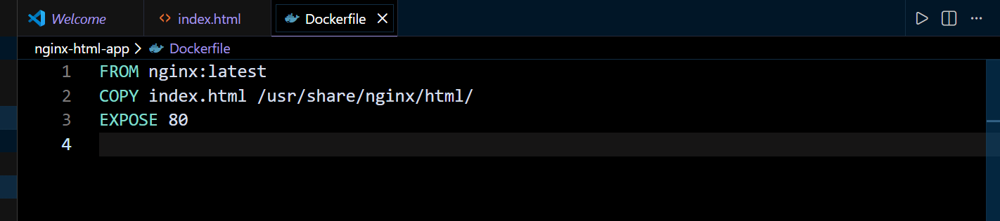 Welcome index.html Dockerfile
nginx-html-app > Dockerfile
1 FROM nginx:latest
2 COPY index.html /usr/share/nginx/html/
3 EXPOSE 80
4